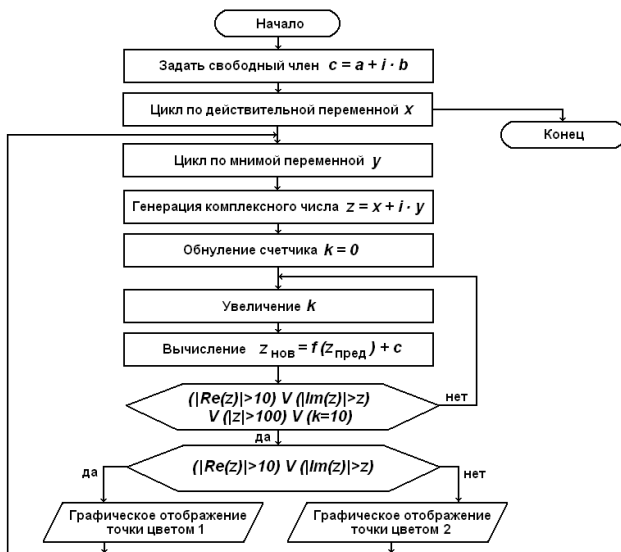 Начало
Задать свободный член c = a + i · b
Цикл по действительной переменной x
Конец
Цикл по мнимой переменной y
Генерация комплексного числа z = x + i · y
Обнуление счетчика k = 0
Увеличение k
Вычисление z нов = f (z пред ) + c
(|Re(z)|>10) V (|Im(z)|>z)
V (|z|>100) V (k=10)
нет
да
(|Re(z)|>10) V (|Im(z)|>z)
да
нет
Графическое отображение
точки цветом 1
Графическое отображение
точки цветом 2